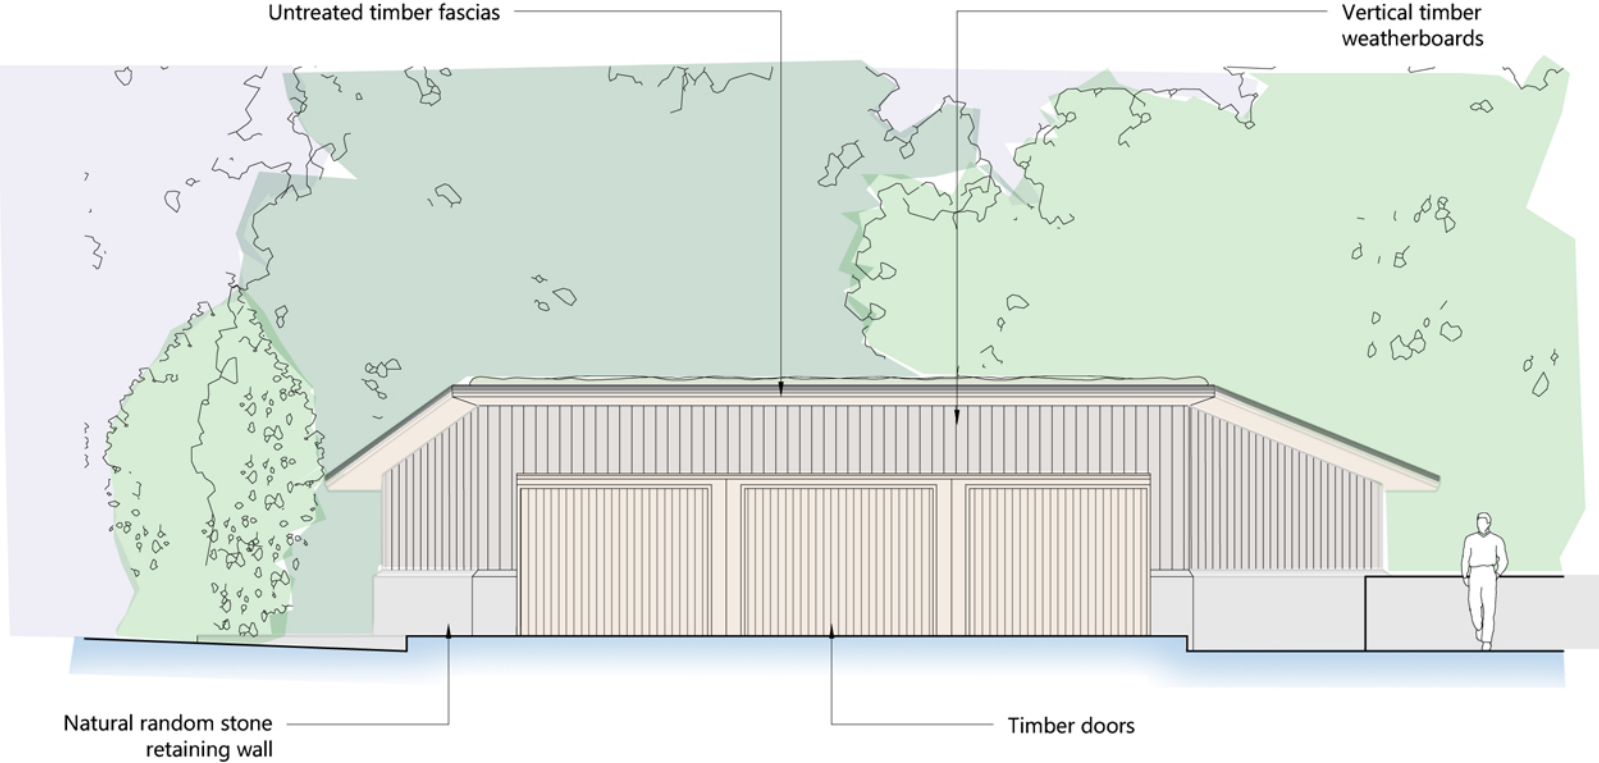 Untreated timber fascias
Vertical timber
weatherboards
Natural random stone
retaining wall
Timber doors